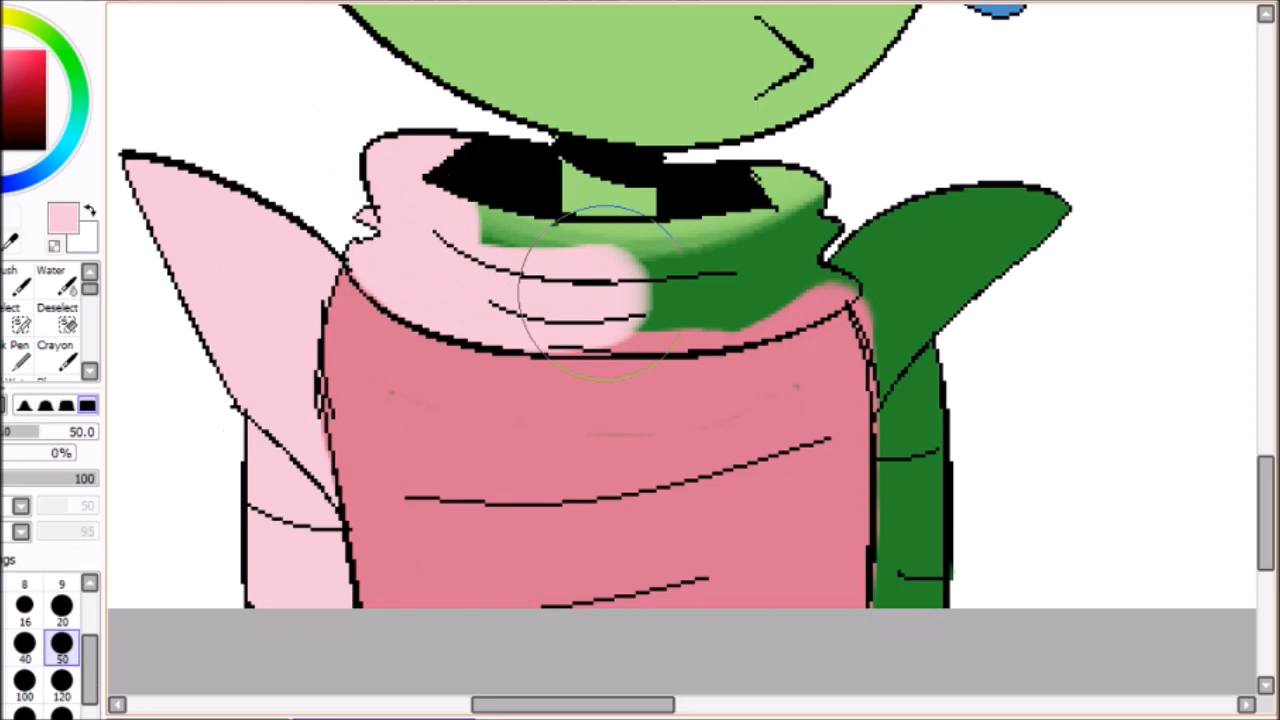 ush Water
lect Deselect
k Pen Crayon
.0 50.0
0%
100
50
95
gs
8 9
16 20
40 50
100 120